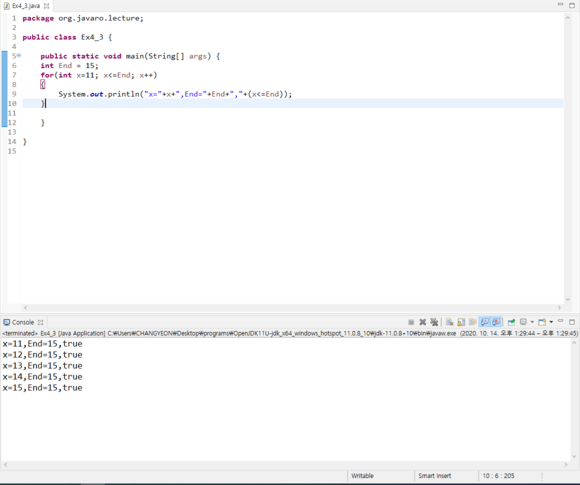 Ex4_3.java
1 package org.javaro.lecture;
2
3 public class Ex4_3 {
4
5 public static void main(String[] args) {
6 int End = 15;
7 for(int x=11; x<=End; x++)
8 {
9 System.out.println("x="+x+",End="+End+","+(x<=End));
10 }
11
12 }
13
14 }
15
Console
<terminated> Ex4_3 [Java Application] C:₩Users₩CHANGYEON₩Desktop₩programs₩OpenJDK11U-jdk_x64_windows_hotspot_11.0.8_10₩jdk-11.0.8+10₩bin₩javaw.exe (2020. 10. 14. 오후 1:29:44 – 오후 1:29:45)
x=11,End=15,true
x=12,End=15,true
x=13,End=15,true
x=14,End=15,true
x=15,End=15,true
Writable Smart Insert 10 : 6 : 205